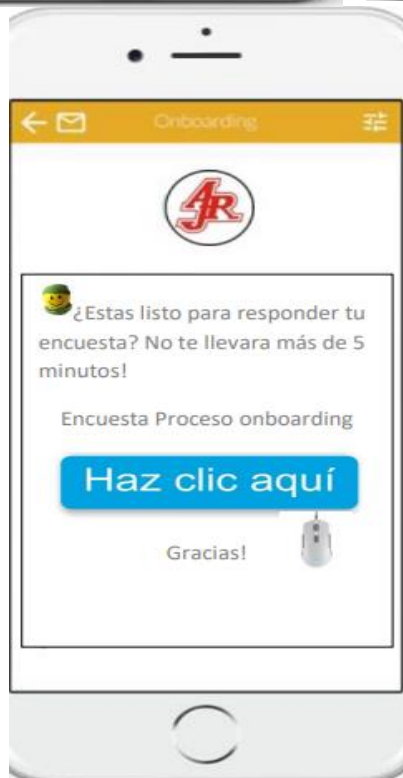 Onboarding
AJR
¿Estas listo para responder tu
encuesta? No te llevara más de 5
minutos!
Encuesta Proceso onboarding
Haz clic aquí
Gracias!